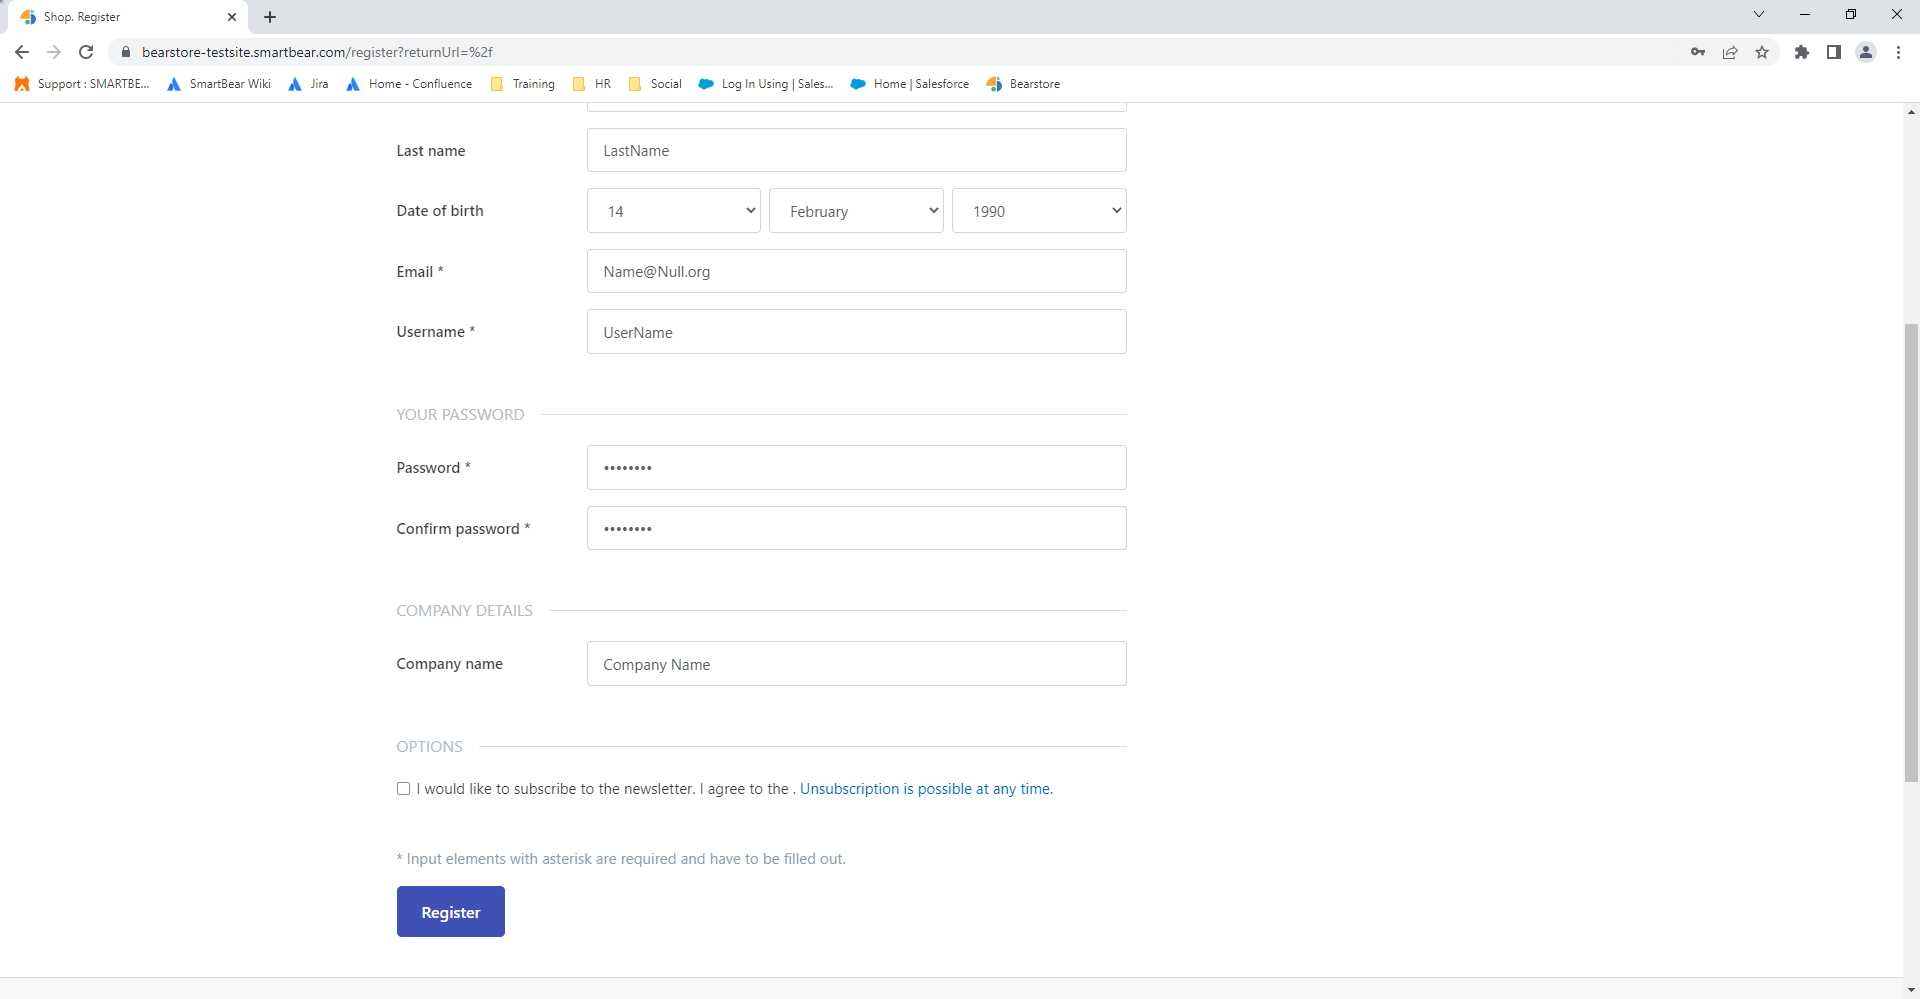 Shop. Register
bearstore-testsite.smartbear.com/register?returnUrl=%2f
Support : SMARTBE... SmartBear Wiki Jira Home - Confluence Training HR Social Log In Using | Sales... Home | Salesforce Bearstore
Last name LastName
Date of birth 14 February 1990
Email * Name@Null.org
Username * UserName
YOUR PASSWORD
Password * ••••••••
Confirm password * ••••••••
COMPANY DETAILS
Company name Company Name
OPTIONS
I would like to subscribe to the newsletter. I agree to the . Unsubscription is possible at any time.
* Input elements with asterisk are required and have to be filled out.
Register